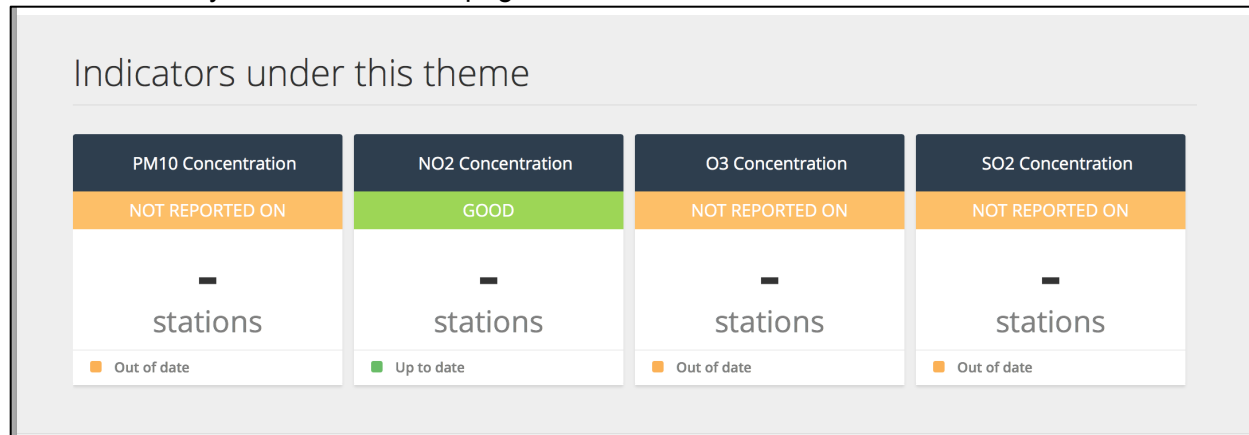 Indicators under this theme
PM10 Concentration
NOT REPORTED ON
-
stations
Out of date
NO2 Concentration
GOOD
-
stations
Up to date
O3 Concentration
NOT REPORTED ON
-
stations
Out of date
SO2 Concentration
NOT REPORTED ON
-
stations
Out of date